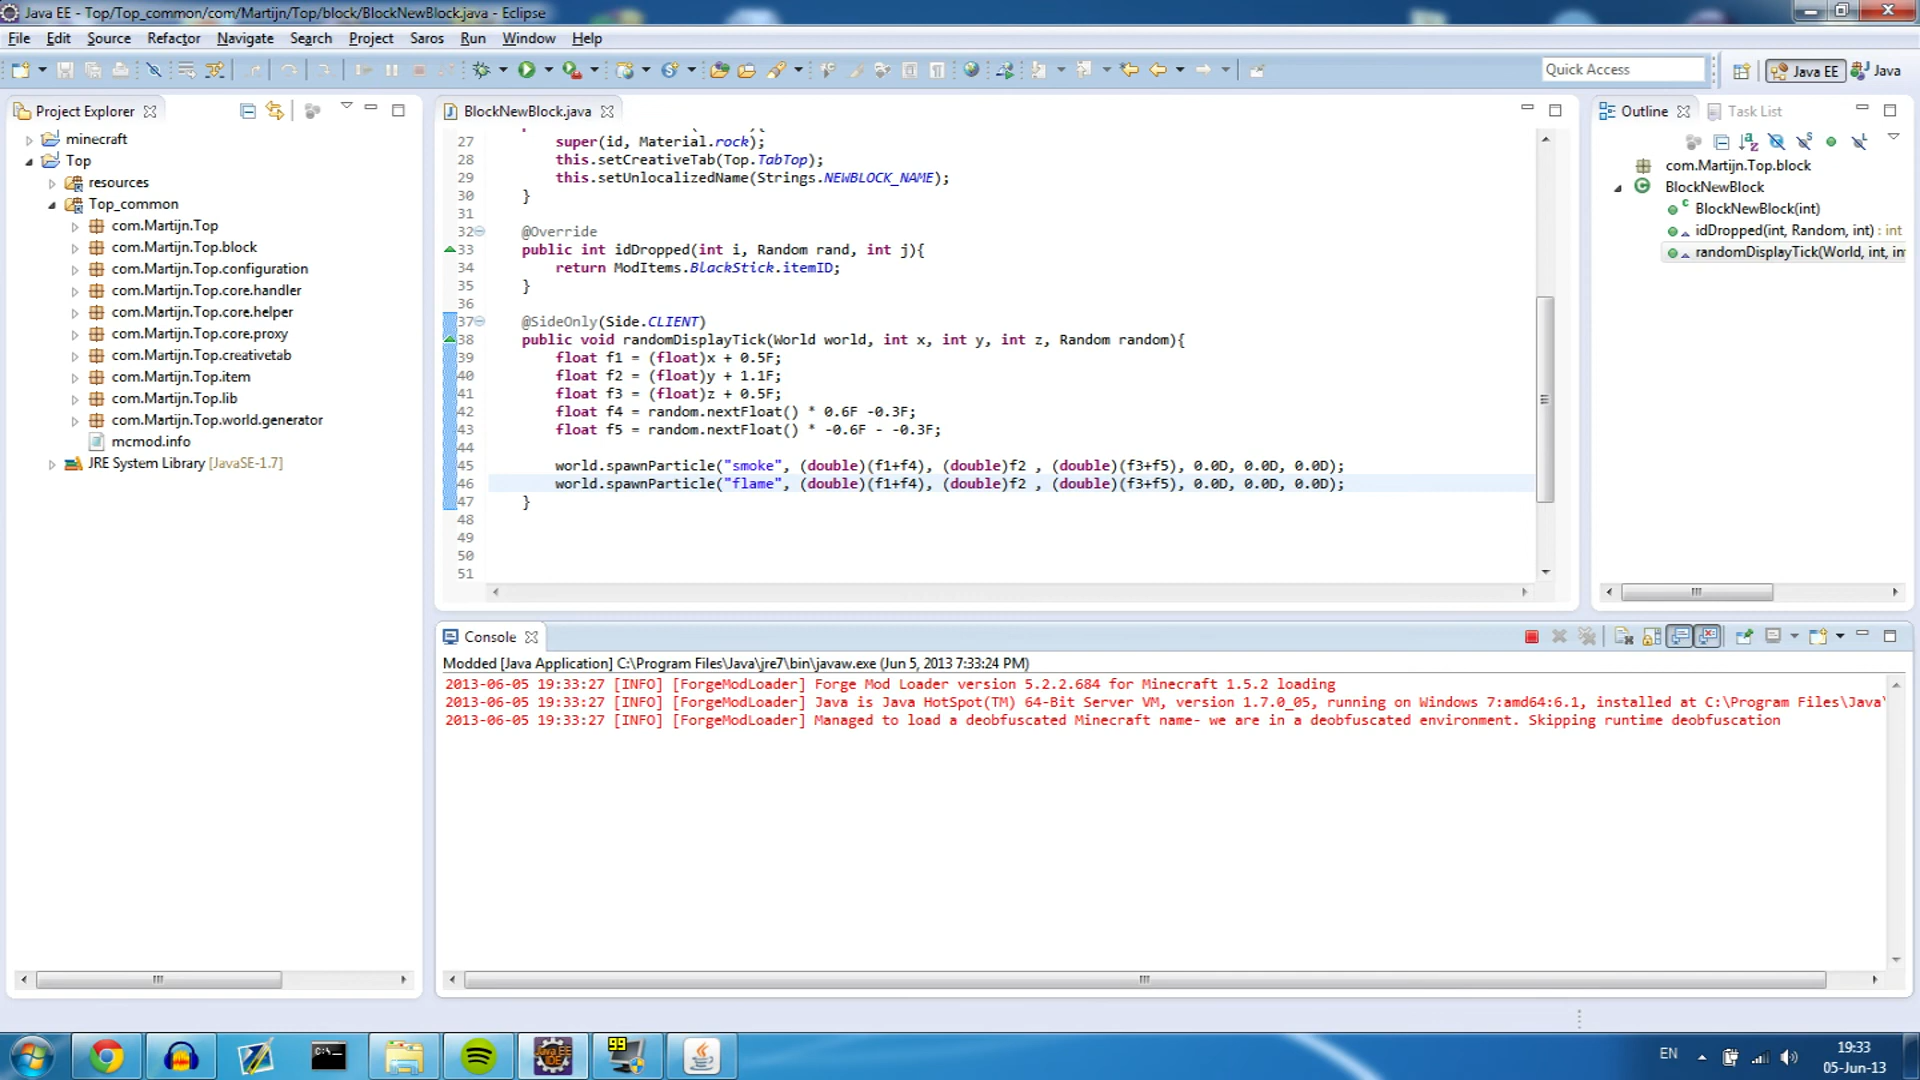 Java EE - Top/Top_common/com/Martijn/Top/block/BlockNewBlock.java - Eclipse
File Edit Source Refactor Navigate Search Project Saros Run Window Help
Quick Access
Java EE
Java
Project Explorer
minecraft
Top
resources
Top_common
com.Martijn.Top
com.Martijn.Top.block
com.Martijn.Top.configuration
com.Martijn.Top.core.handler
com.Martijn.Top.core.helper
com.Martijn.Top.core.proxy
com.Martijn.Top.creativetab
com.Martijn.Top.item
com.Martijn.Top.lib
com.Martijn.Top.world.generator
mcmod.info
JRE System Library [JavaSE-1.7]
BlockNewBlock.java
27 super(id, Material.rock);
28 this.setCreativeTab(Top.TabTop);
29 this.setUnlocalizedName(Strings.NEWBLOCK_NAME);
30 }
31
32 @Override
33 public int idDropped(int i, Random rand, int j){
34 return ModItems.BlackStick.itemID;
35 }
36
37 @SideOnly(Side.CLIENT)
38 public void randomDisplayTick(World world, int x, int y, int z, Random random){
39 float f1 = (float)x + 0.5F;
40 float f2 = (float)y + 1.1F;
41 float f3 = (float)z + 0.5F;
42 float f4 = random.nextFloat() * 0.6F -0.3F;
43 float f5 = random.nextFloat() * -0.6F - -0.3F;
44
45 world.spawnParticle("smoke", (double)(f1+f4), (double)f2 , (double)(f3+f5), 0.0D, 0.0D, 0.0D);
46 world.spawnParticle("flame", (double)(f1+f4), (double)f2 , (double)(f3+f5), 0.0D, 0.0D, 0.0D);
47 }
48
49
50
51
Outline
Task List
com.Martijn.Top.block
BlockNewBlock
BlockNewBlock(int)
idDropped(int, Random, int) : int
randomDisplayTick(World, int, in
Console
Modded [Java Application] C:\Program Files\Java\jre7\bin\javaw.exe (Jun 5, 2013 7:33:24 PM)
2013-06-05 19:33:27 [INFO] [ForgeModLoader] Forge Mod Loader version 5.2.2.684 for Minecraft 1.5.2 loading
2013-06-05 19:33:27 [INFO] [ForgeModLoader] Java is Java HotSpot(TM) 64-Bit Server VM, version 1.7.0_05, running on Windows 7:amd64:6.1, installed at C:\Program Files\Java\
2013-06-05 19:33:27 [INFO] [ForgeModLoader] Managed to load a deobfuscated Minecraft name- we are in a deobfuscated environment. Skipping runtime deobfuscation
C:\_
Java EE
IDE
99
EN
19:33
05-Jun-13